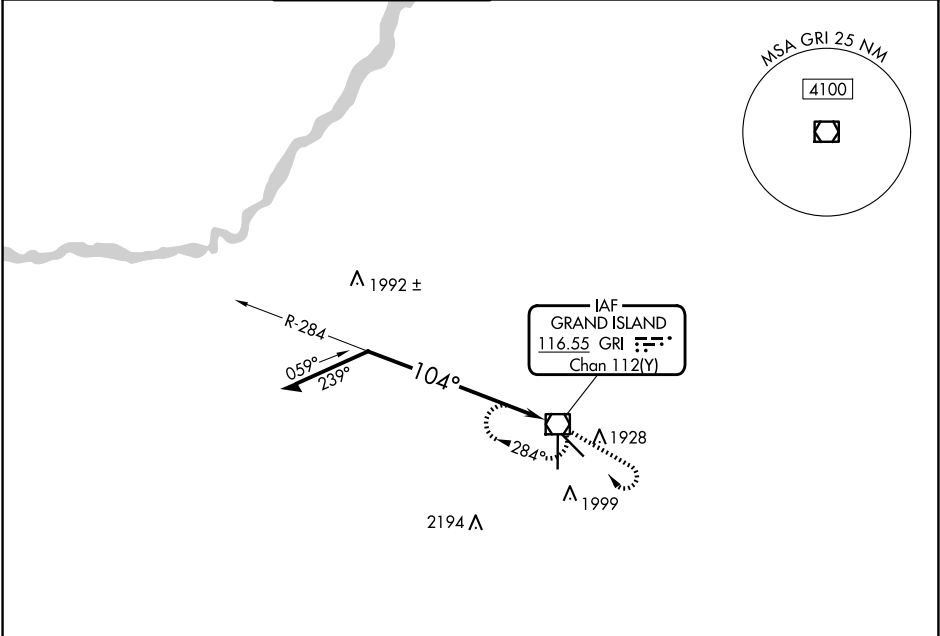 MSA GRI 25 NM
4100
1992 ±
R-284
059°
239°
104°
IAF
GRAND ISLAND
116.55 GRI
Chan 112(Y)
284°
1928
1999
2194